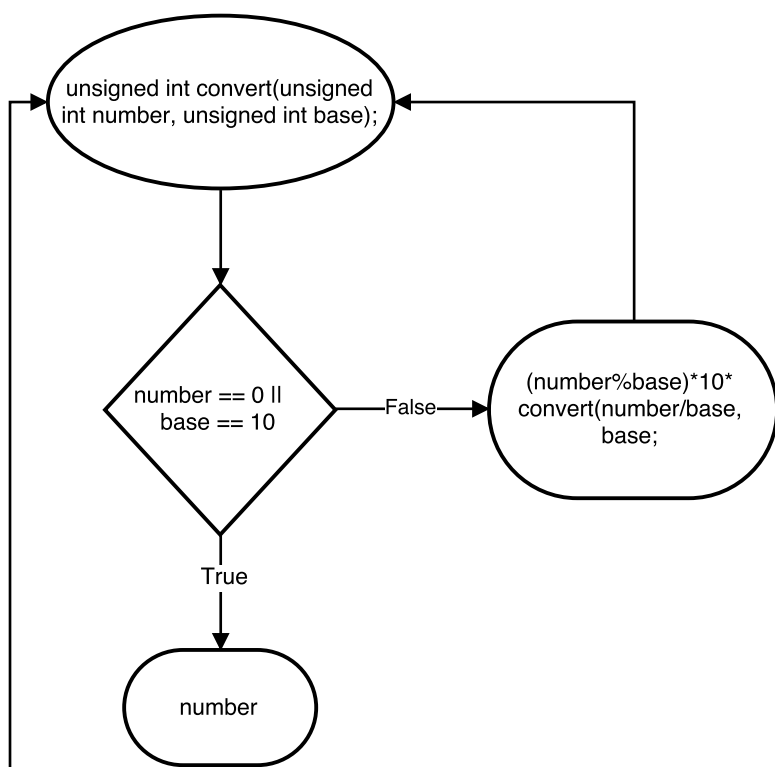 unsigned int convert(unsigned
int number, unsigned int base);
number == 0 ||
base == 10
False
(number%base)*10*
convert(number/base,
base;
True
number